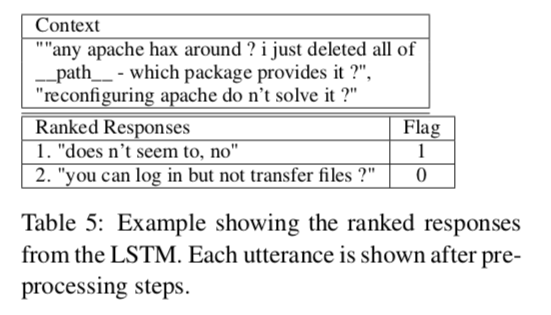 Context
""any apache hax around ? i just deleted all of
__path__ - which package provides it ?",
"reconfiguring apache do n't solve it ?"
Ranked Responses Flag
1. "does n't seem to, no" 1
2. "you can log in but not transfer files ?" 0
Table 5: Example showing the ranked responses
from the LSTM. Each utterance is shown after pre-
processing steps.